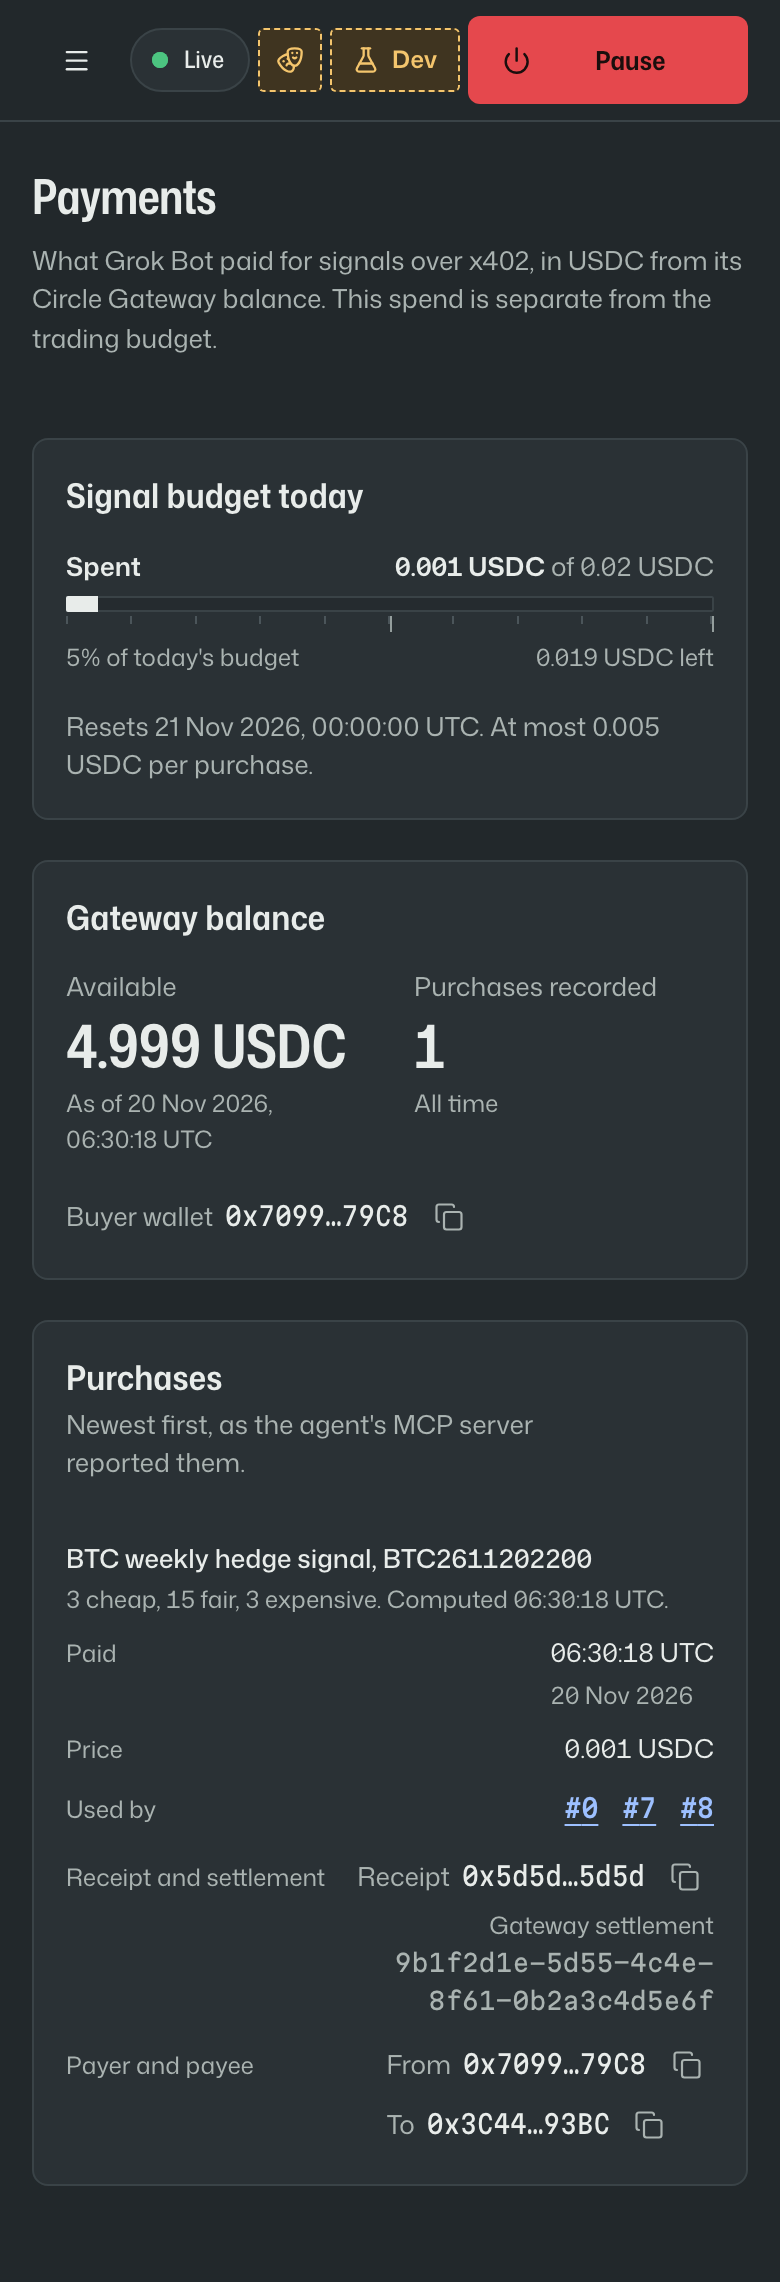 Live
Dev
Pause
Payments
What Grok Bot paid for signals over x402, in USDC from its
Circle Gateway balance. This spend is separate from the
trading budget.
Signal budget today
Spent 0.001 USDC of 0.02 USDC
5% of today's budget 0.019 USDC left
Resets 21 Nov 2026, 00:00:00 UTC. At most 0.005
USDC per purchase.
Gateway balance
Available Purchases recorded
4.999 USDC 1
As of 20 Nov 2026, All time
06:30:18 UTC
Buyer wallet 0x7099…79C8
Purchases
Newest first, as the agent's MCP server
reported them.
BTC weekly hedge signal, BTC2611202200
3 cheap, 15 fair, 3 expensive. Computed 06:30:18 UTC.
Paid 06:30:18 UTC
20 Nov 2026
Price 0.001 USDC
Used by #0 #7 #8
Receipt and settlement Receipt 0x5d5d…5d5d
Gateway settlement
9b1f2d1e-5d55-4c4e-
8f61-0b2a3c4d5e6f
Payer and payee From 0x7099…79C8
To 0x3C44…93BC